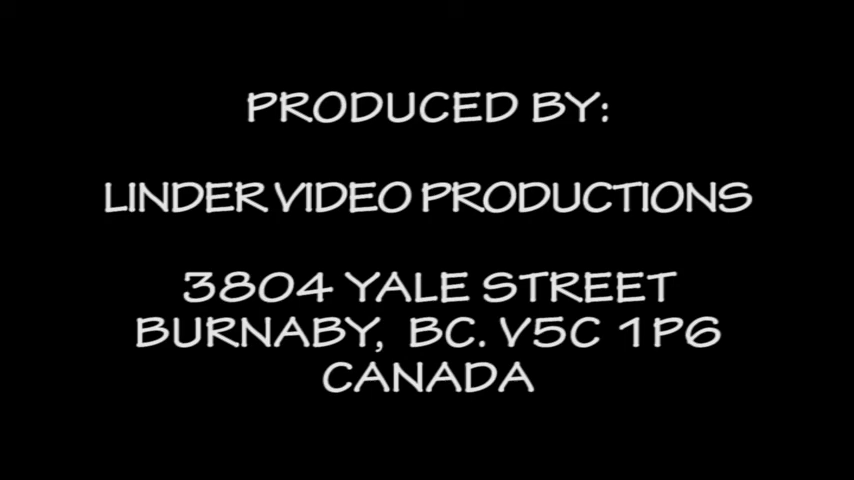 PRODUCED BY:
LINDER VIDEO PRODUCTIONS
3804 YALE STREET
BURNABY, BC. V5C 1P6
CANADA